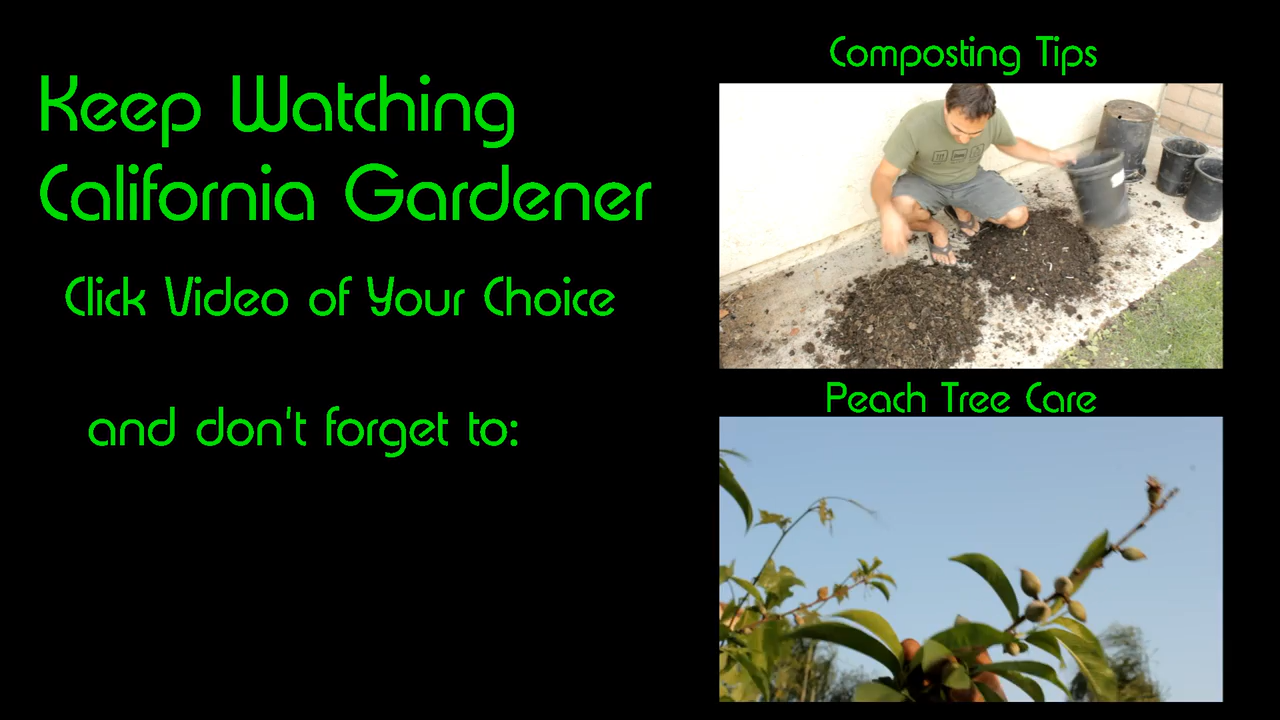 Keep Watching
California Gardener
Click Video of Your Choice
and don't forget to:
Composting Tips
Peach Tree Care